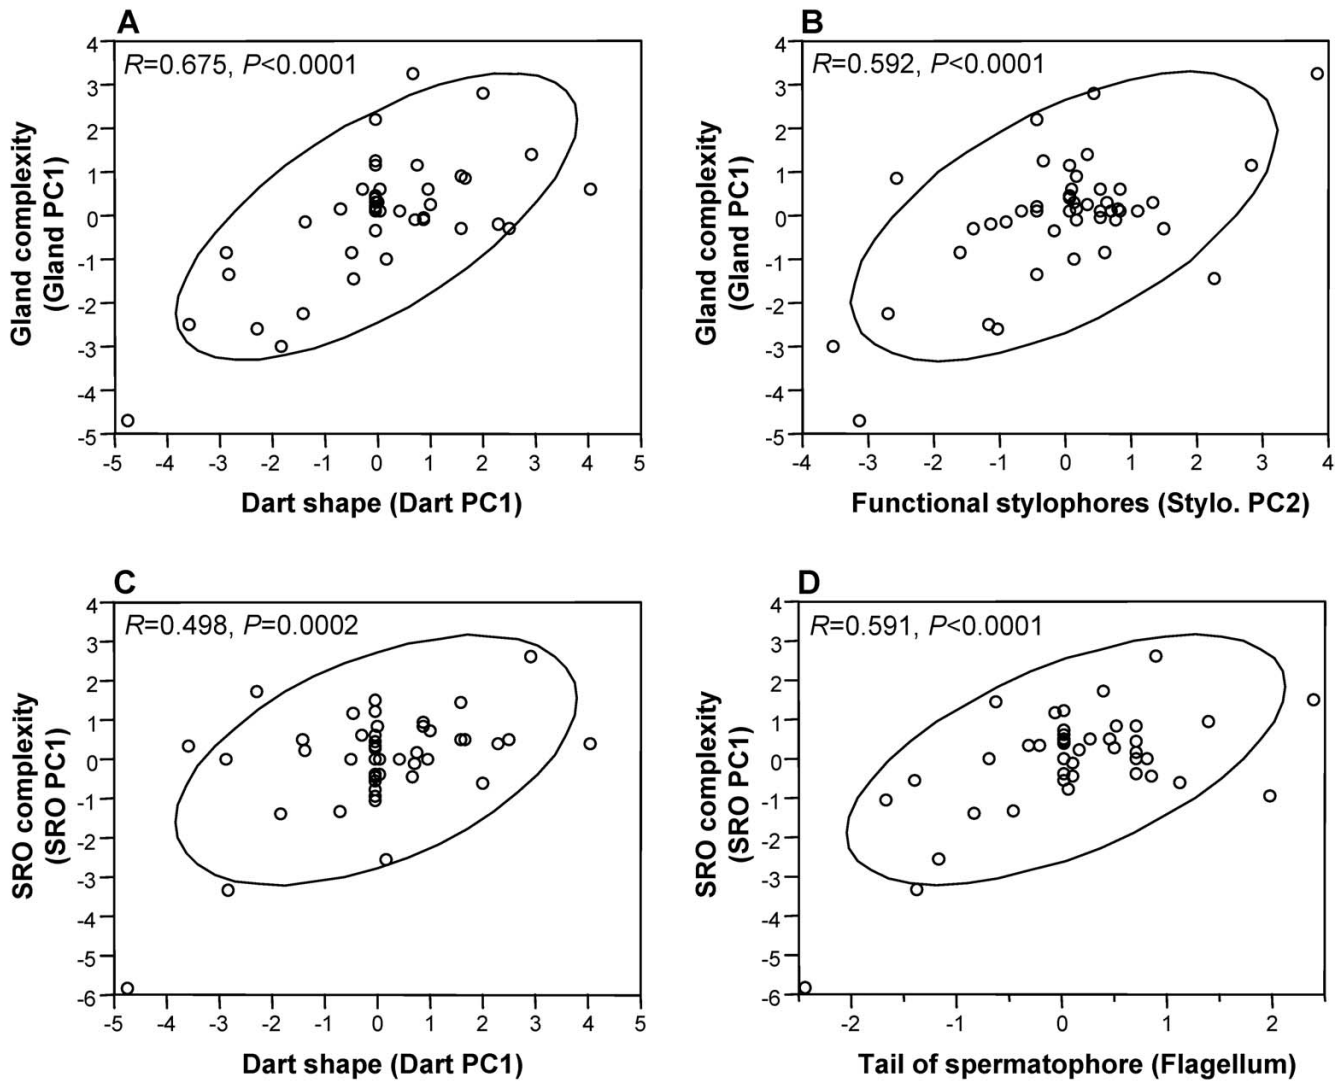 A
R=0.675, P<0.0001
4
3
2
1
0
-1
-2
-3
-4
-5
Gland complexity
(Gland PC1)
-5 -4 -3 -2 -1 0 1 2 3 4 5
Dart shape (Dart PC1)
B
R=0.592, P<0.0001
4
3
2
1
0
-1
-2
-3
-4
-5
Gland complexity
(Gland PC1)
-4 -3 -2 -1 0 1 2 3 4
Functional stylophores (Stylo. PC2)
C
R=0.498, P=0.0002
4
3
2
1
0
-1
-2
-3
-4
-5
-6
SRO complexity
(SRO PC1)
-5 -4 -3 -2 -1 0 1 2 3 4 5
Dart shape (Dart PC1)
D
R=0.591, P<0.0001
4
3
2
1
0
-1
-2
-3
-4
-5
-6
SRO complexity
(SRO PC1)
-2 -1 0 1 2
Tail of spermatophore (Flagellum)